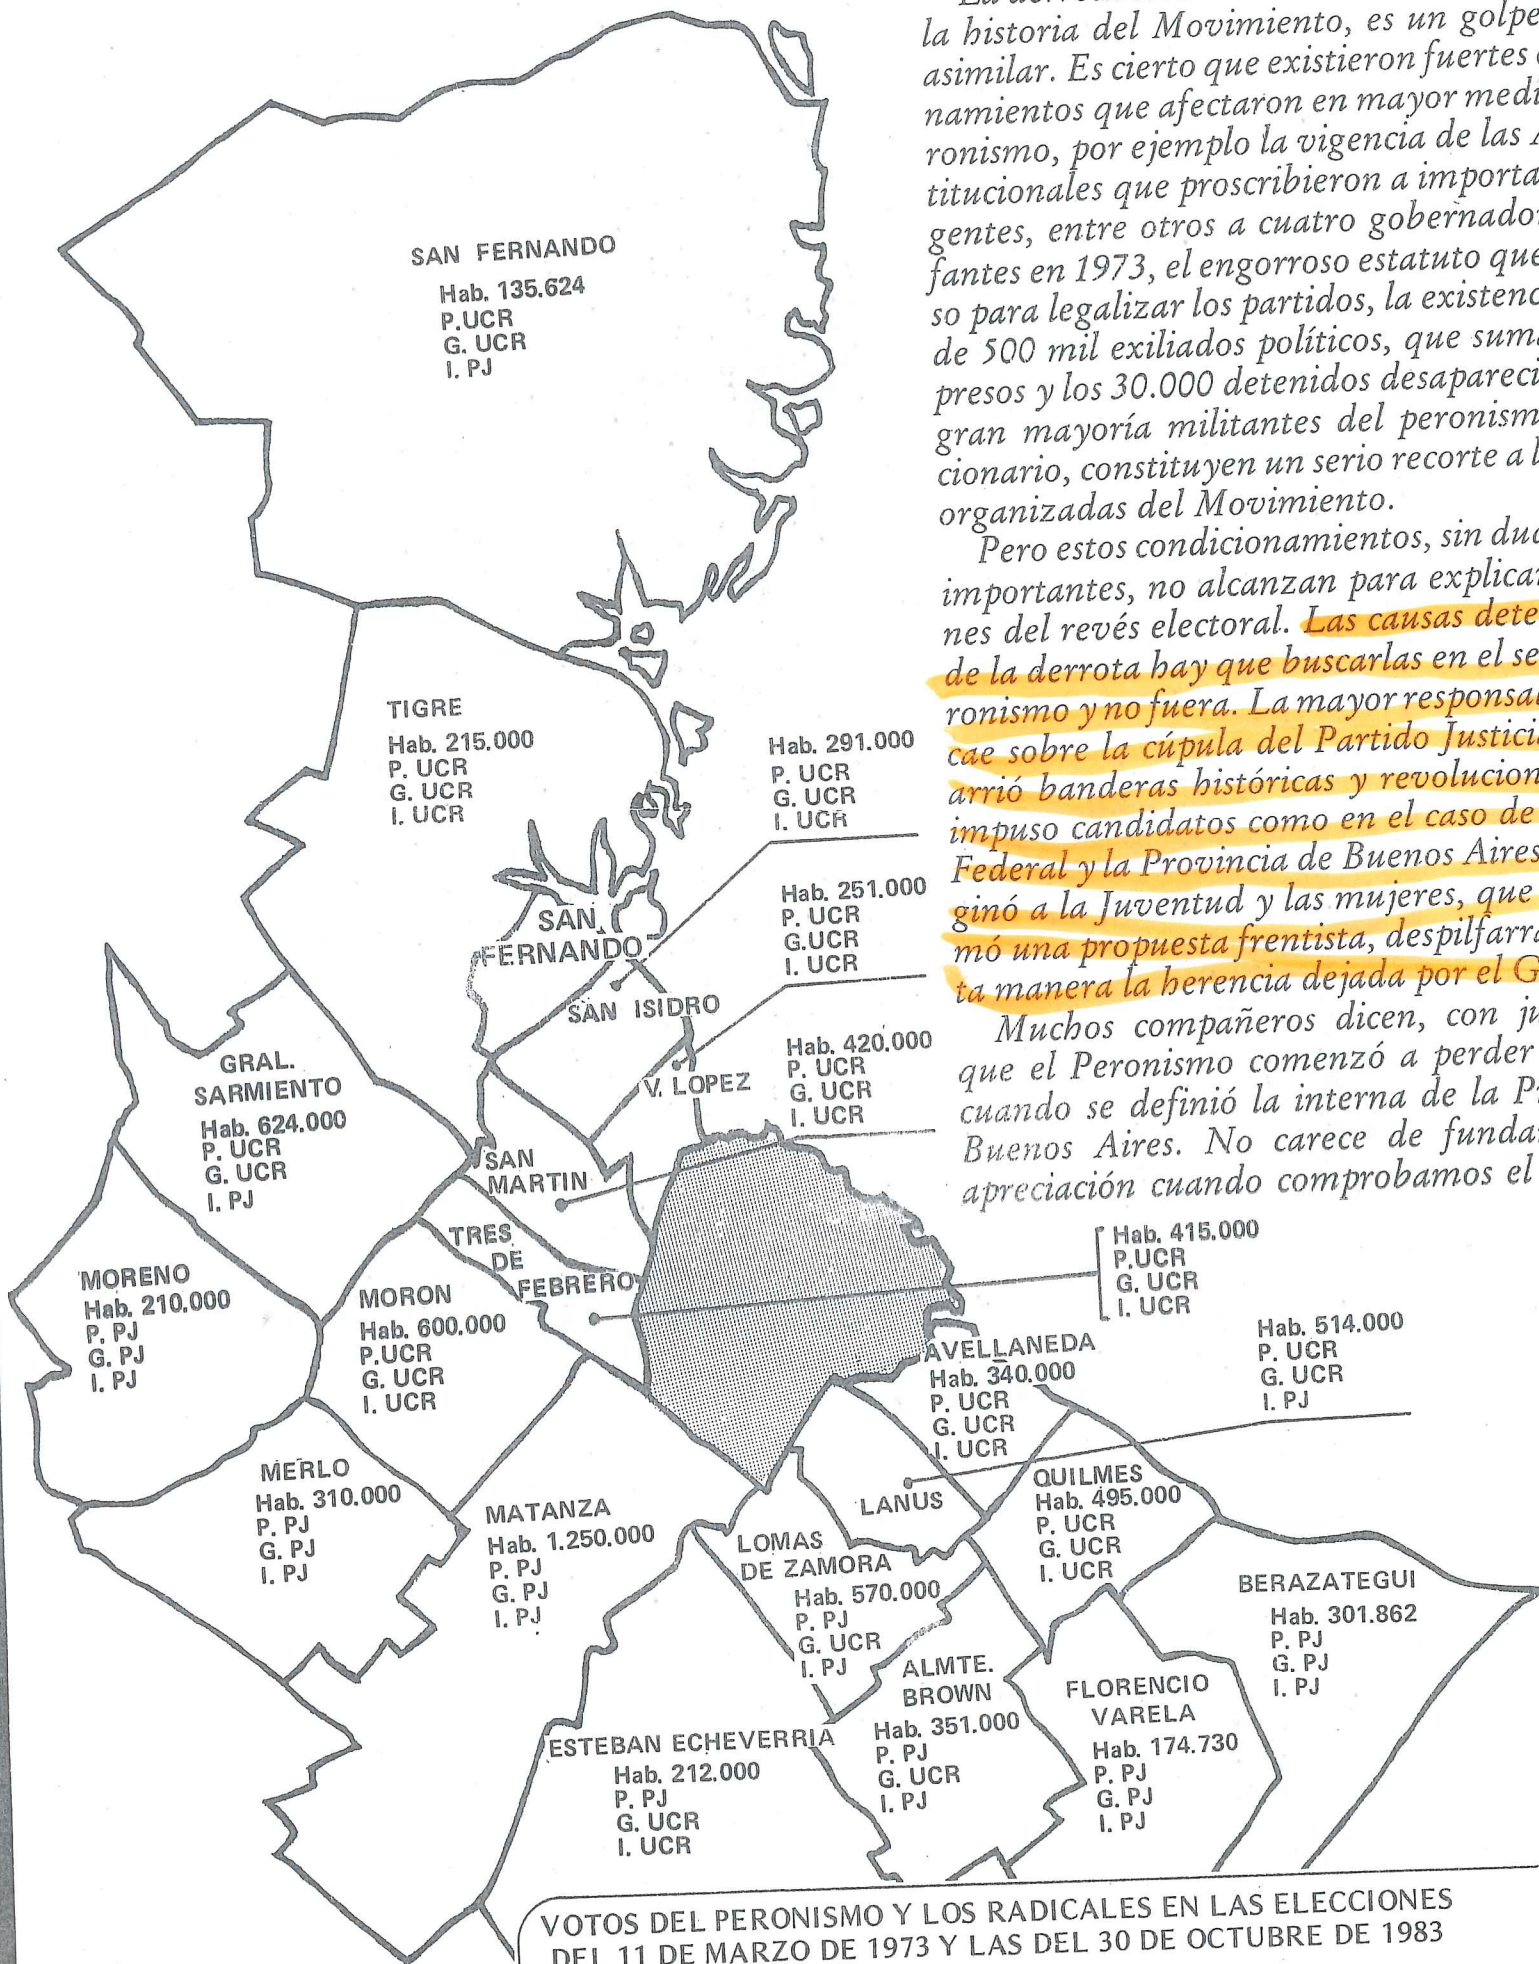 la historia del Movimiento, es un golpe
asimilar. Es cierto que existieron fuertes
namientos que afectaron en mayor medi
ronismo, por ejemplo la vigencia de las A
titucionales que proscribieron a importa
gentes, entre otros a cuatro gobernador
fantes en 1973, el engorroso estatuto que
so para legalizar los partidos, la existenc
de 500 mil exiliados políticos, que suma
presos y los 30.000 detenidos desapareci
gran mayoría militantes del peronism
cionario, constituyen un serio recorte a l
organizadas del Movimiento.
Pero estos condicionamientos, sin dud
importantes, no alcanzan para explicar
nes del revés electoral. Las causas dete
de la derrota hay que buscarlas en el se
ronismo y no fuera. La mayor responsal
cae sobre la cúpula del Partido Justicia
arrió banderas históricas y revolucion
impuso candidatos como en el caso de
Federal y la Provincia de Buenos Aires
ginó a la Juventud y las mujeres, que
mó una propuesta frentista, despilfarra
ta manera la herencia dejada por el G
Muchos compañeros dicen, con ju
que el Peronismo comenzó a perder
cuando se definió la interna de la P
Buenos Aires. No carece de funda
apreciación cuando comprobamos el
SAN FERNANDO
Hab. 135.624
P.UCR
G. UCR
I. PJ
TIGRE
Hab. 215.000
P. UCR
G. UCR
I. UCR
Hab. 291.000
P. UCR
G. UCR
I. UCR
SAN
FERNANDO
Hab. 251.000
P. UCR
G.UCR
I. UCR
SAN ISIDRO
V. LOPEZ
Hab. 420.000
P. UCR
G. UCR
I. UCR
GRAL.
SARMIENTO
Hab. 624.000
P. UCR
G. UCR
I. PJ
SAN
MARTIN
TRES
DE
FEBRERO
Hab. 415.000
P.UCR
G. UCR
I. UCR
MORENO
Hab. 210.000
P. PJ
G. PJ
I. PJ
MORON
Hab. 600.000
P.UCR
G. UCR
I. UCR
AVELLANEDA
Hab. 340.000
P. UCR
G. UCR
I. UCR
Hab. 514.000
P. UCR
G. UCR
I. PJ
MERLO
Hab. 310.000
P. PJ
G. PJ
I. PJ
MATANZA
Hab. 1.250.000
P. PJ
G. PJ
I. PJ
LANUS
QUILMES
Hab. 495.000
P. UCR
G. UCR
I. UCR
LOMAS
DE ZAMORA
Hab. 570.000
P. PJ
G. UCR
I. PJ
BERAZATEGUI
Hab. 301.862
P. PJ
G. PJ
I. PJ
ALMTE.
BROWN
Hab. 351.000
P. PJ
G. UCR
I. PJ
FLORENCIO
VARELA
Hab. 174.730
P. PJ
G. PJ
I. PJ
ESTEBAN ECHEVERRIA
Hab. 212.000
P. PJ
G. UCR
I. UCR
VOTOS DEL PERONISMO Y LOS RADICALES EN LAS ELECCIONES
DEL 11 DE MARZO DE 1973 Y LAS DEL 30 DE OCTUBRE DE 1983